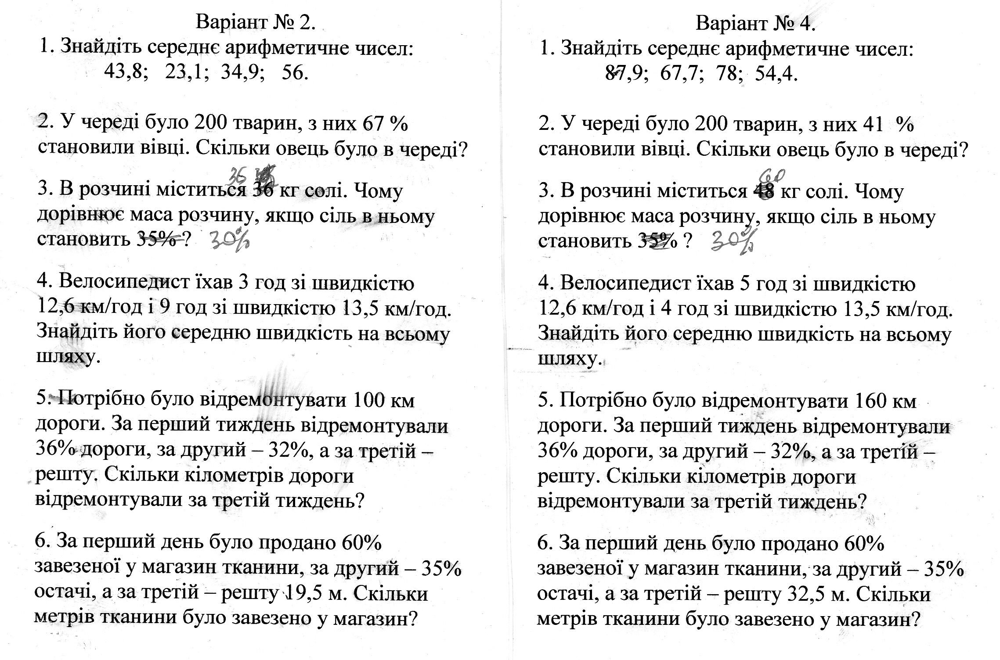 Варіант № 2.
1. Знайдіть середнє арифметичне чисел:
43,8; 23,1; 34,9; 56.
2. У череді було 200 тварин, з них 67 %
становили вівці. Скільки овець було в череді?
36
3. В розчині міститься 36 кг солі. Чому
дорівнює маса розчину, якщо сіль в ньому
становить 35% ? 30%
4. Велосипедист їхав 3 год зі швидкістю
12,6 км/год і 9 год зі швидкістю 13,5 км/год.
Знайдіть його середню швидкість на всьому
шляху.
5. Потрібно було відремонтувати 100 км
дороги. За перший тиждень відремонтували
36% дороги, за другий – 32%, а за третій –
решту. Скільки кілометрів дороги
відремонтували за третій тиждень?
6. За перший день було продано 60%
завезеної у магазин тканини, за другий – 35%
остачі, а за третій – решту 19,5 м. Скільки
метрів тканини було завезено у магазин?
Варіант № 4.
1. Знайдіть середнє арифметичне чисел:
87,9; 67,7; 78; 54,4.
2. У череді було 200 тварин, з них 41 %
становили вівці. Скільки овець було в череді?
60
3. В розчині міститься 48 кг солі. Чому
дорівнює маса розчину, якщо сіль в ньому
становить 35% ? 30%
4. Велосипедист їхав 5 год зі швидкістю
12,6 км/год і 4 год зі швидкістю 13,5 км/год.
Знайдіть його середню швидкість на всьому
шляху.
5. Потрібно було відремонтувати 160 км
дороги. За перший тиждень відремонтували
36% дороги, за другий – 32%, а за третій –
решту. Скільки кілометрів дороги
відремонтували за третій тиждень?
6. За перший день було продано 60%
завезеної у магазин тканини, за другий – 35%
остачі, а за третій – решту 32,5 м. Скільки
метрів тканини було завезено у магазин?